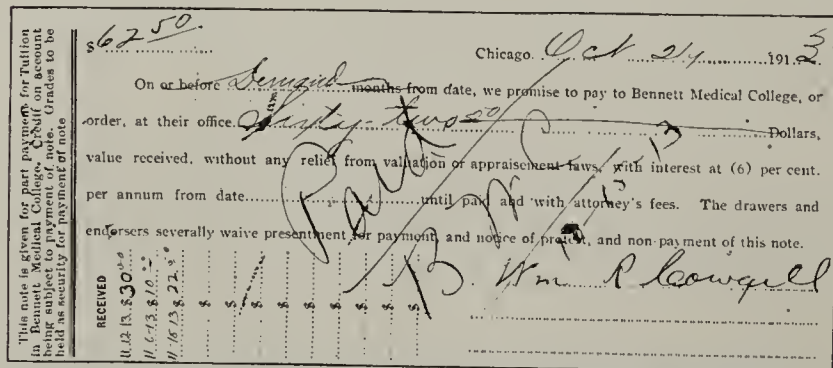 This note is given for part payment for Tuition
in Bennett Medical College. Credit on account
being subject to payment of note. Grades to be
held as security for payment of note
$62 50
Chicago Oct 24 1913
On or before Demand months from date, we promise to pay to Bennett Medical College, or
order, at their office. Sixty-two 50 Dollars,
value received, without any relief from valuation or appraisement laws, with interest at (6) per cent.
per annum from date until paid and with attorney's fees. The drawers and
endorsers severally waive presentment for payment, and notice of protest, and non-payment of this note.
Paid
Wm R Cowgill
RECEIVED
11.12 13 $ 30 00
11.6-13 $ 10
11-15 13 $ 22
$
$
$
$
$
$
$